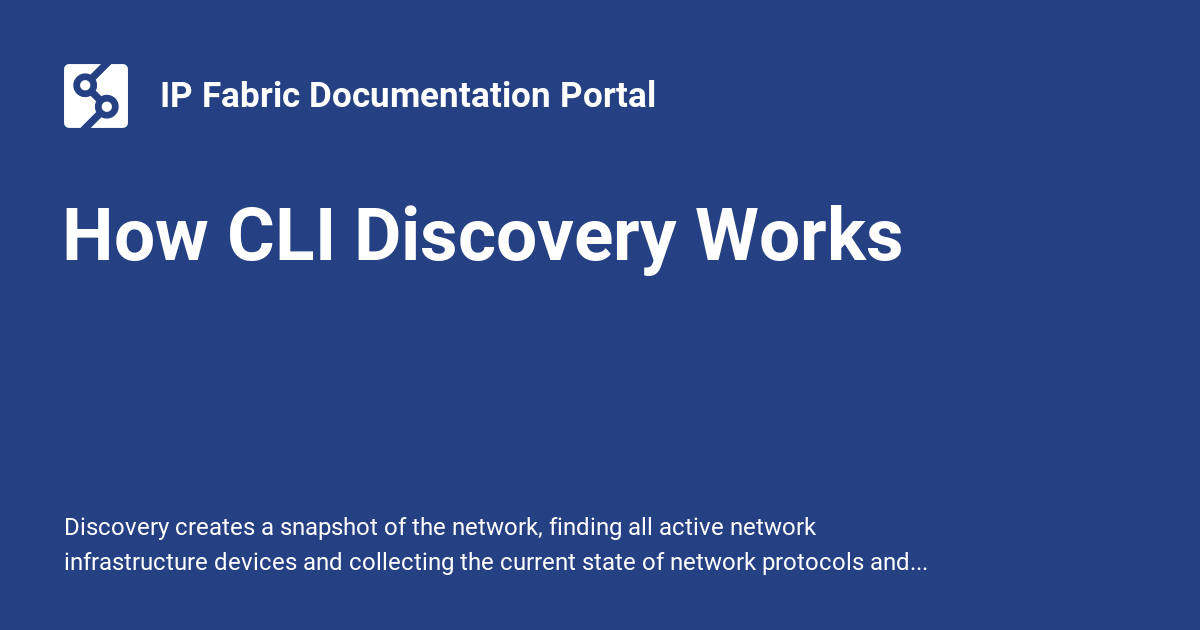 IP Fabric Documentation Portal
How CLI Discovery Works
Discovery creates a snapshot of the network, finding all active network
infrastructure devices and collecting the current state of network protocols and...